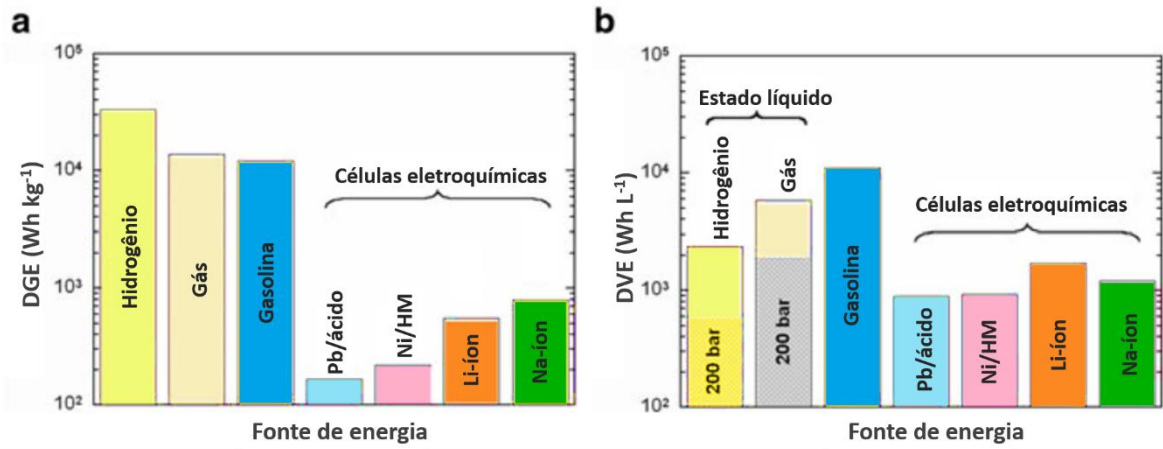 a
DGE (Wh kg⁻¹)
10⁵
10⁴
10³
10²
Hidrogênio
Gás
Gasolina
Células eletroquímicas
Pb/ácido
Ni/HM
Li-íon
Na-íon
Fonte de energia
b
DVE (Wh L⁻¹)
10⁵
10⁴
10³
10²
Estado líquido
Hidrogênio
200 bar
Gás
200 bar
Gasolina
Células eletroquímicas
Pb/ácido
Ni/HM
Li-íon
Na-íon
Fonte de energia